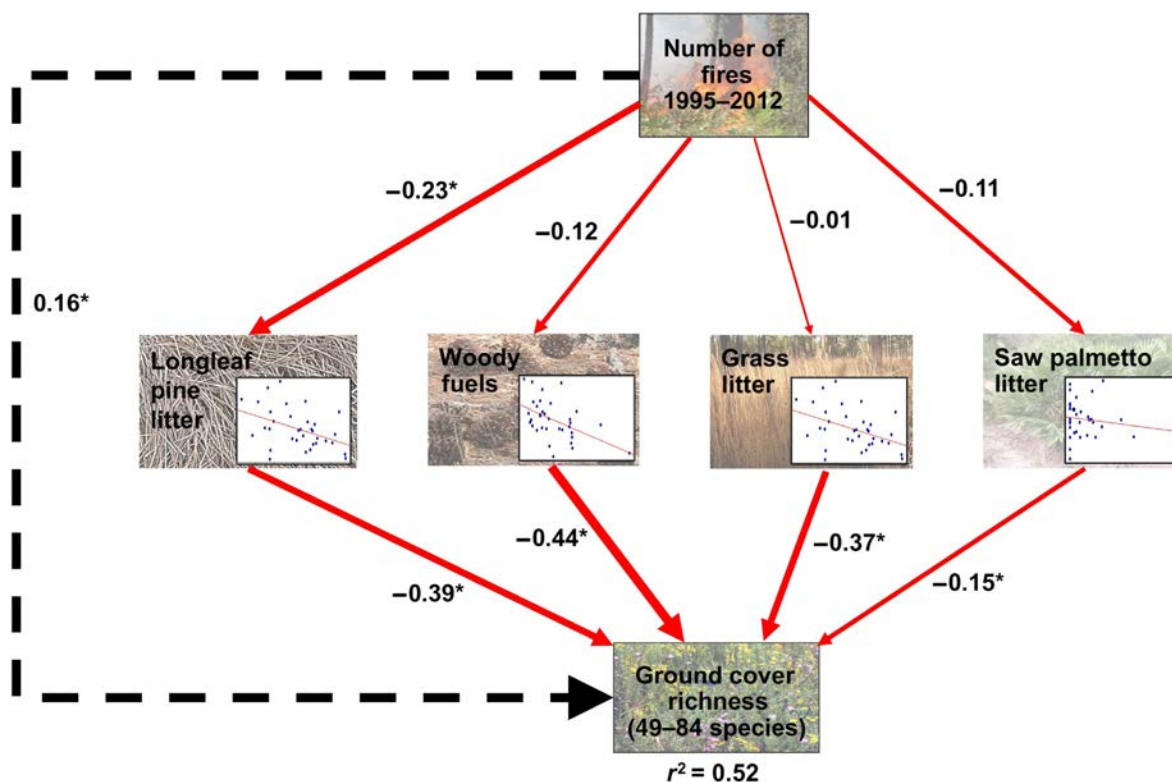 Number of
fires
1995–2012
–0.23*
–0.12
–0.01
–0.11
0.16*
Longleaf
pine
litter
Woody
fuels
Grass
litter
Saw palmetto
litter
–0.39*
–0.44*
–0.37*
–0.15*
Ground cover
richness
(49–84 species)
r² = 0.52